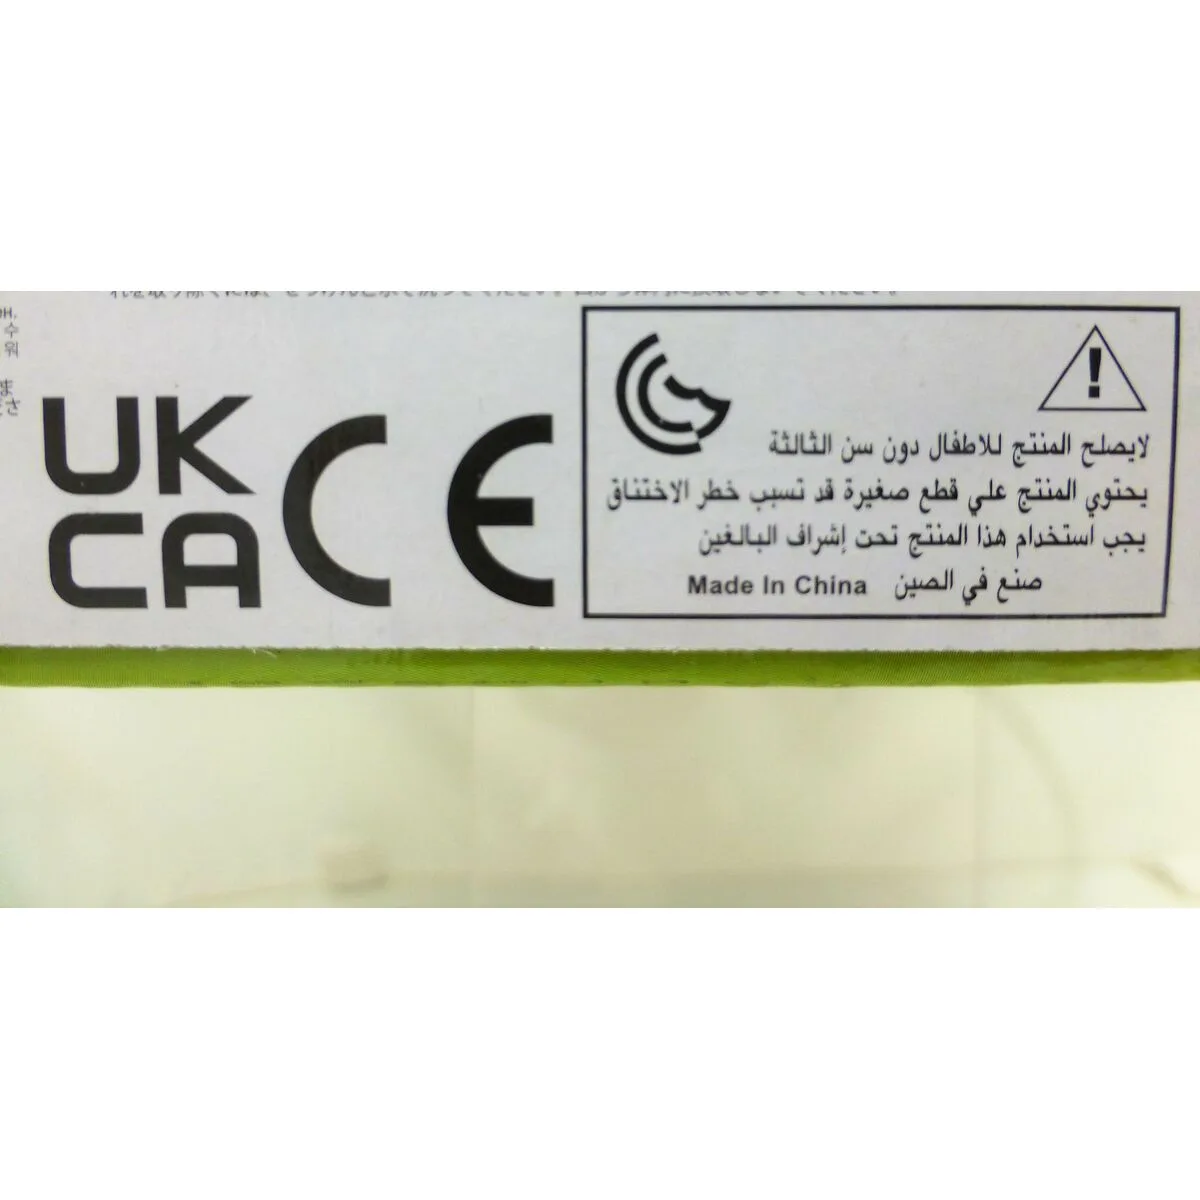 UK
CA
CE
لايصلح المنتج للاطفال دون سن الثالثة
يحتوي المنتج علي قطع صغيرة قد تسبب خطر الاختناق
يجب استخدام هذا المنتج تحت إشراف البالغين
صنع في الصين Made In China